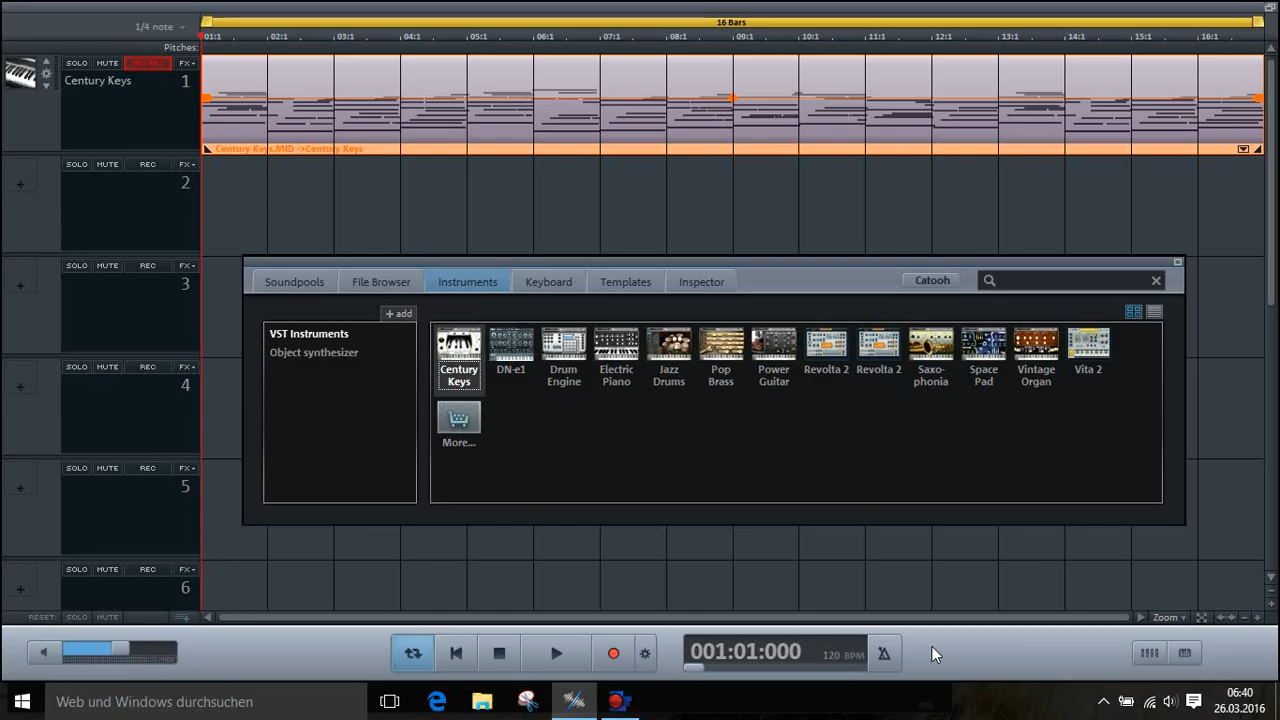 1/4 note
16 Bars
Pitches:
01:1 02:1 03:1 04:1 05:1 06:1 07:1 08:1 09:1 10:1 11:1 12:1 13:1 14:1 15:1 16:1
SOLO MUTE FX
Century Keys 1
Century Keys.MID ->Century Keys
SOLO MUTE REC FX
2
SOLO MUTE REC FX
3
Soundpools File Browser Instruments Keyboard Templates Inspector Catooh
+ add
VST Instruments
Object synthesizer
Century Keys
DN-e1
Drum Engine
Electric Piano
Jazz Drums
Pop Brass
Power Guitar
Revolta 2
Revolta 2
Saxo-
phonia
Space Pad
Vintage Organ
Vita 2
More...
SOLO MUTE REC FX
4
SOLO MUTE REC FX
5
SOLO MUTE REC FX
6
RESET: SOLO MUTE
Zoom
MIDI
001:01:000 120 BPM
Web und Windows durchsuchen
06:40
26.03.2016